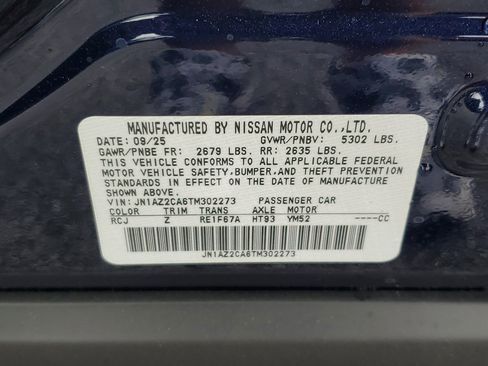 MANUFACTURED BY NISSAN MOTOR CO.,LTD.
DATE: 09/25 GVWR/PNBV: 5302 LBS.
GAWR/PNBE FR: 2679 LBS. RR: 2635 LBS.
THIS VEHICLE CONFORMS TO ALL APPLICABLE FEDERAL
MOTOR VEHICLE SAFETY,BUMPER,AND THEFT PREVENTION
STANDARDS IN EFFECT ON THE DATE OF MANUFACTURE
SHOWN ABOVE.
VIN: JN1AZ2CA6TM302273 PASSENGER CAR
COLOR TRIM TRANS AXLE MOTOR
RCJ Z RE1F67A HT93 YM52 ----CC
JN1AZ2CA6TM302273